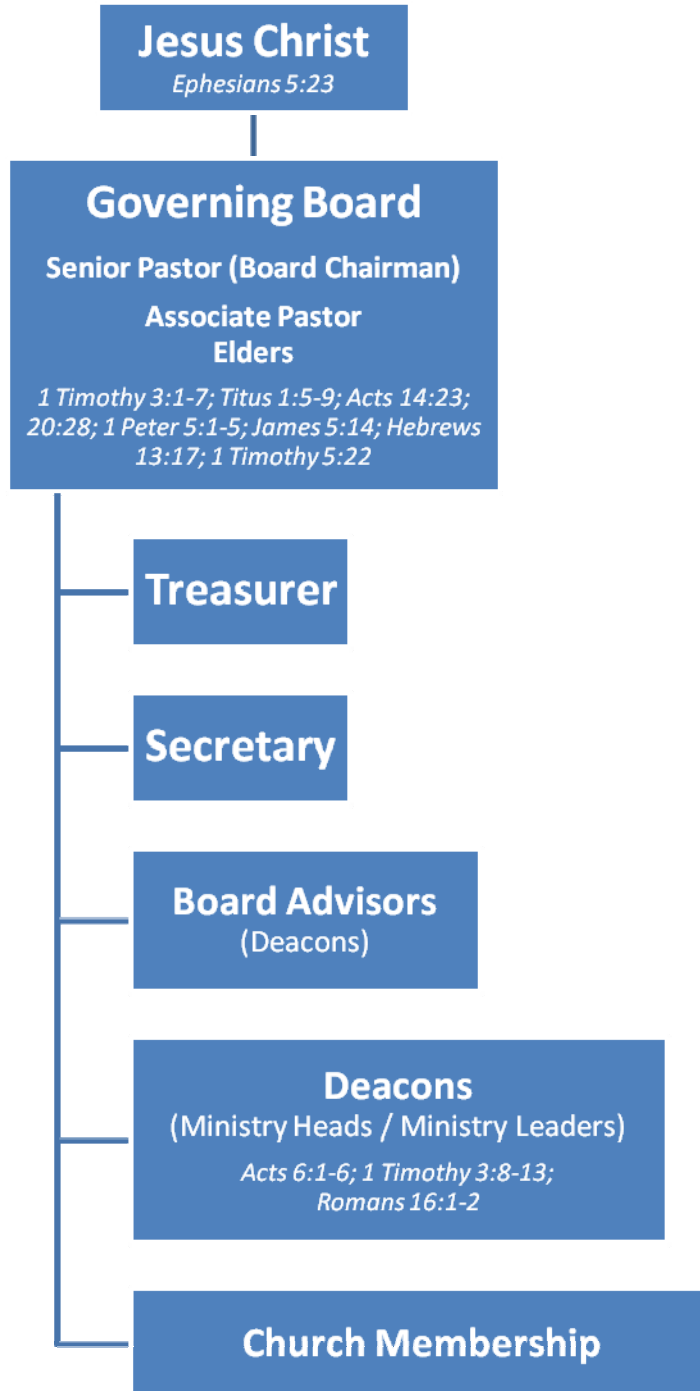 Jesus Christ
Ephesians 5:23
Governing Board
Senior Pastor (Board Chairman)
Associate Pastor
Elders
1 Timothy 3:1-7; Titus 1:5-9; Acts 14:23;
20:28; 1 Peter 5:1-5; James 5:14; Hebrews
13:17; 1 Timothy 5:22
Treasurer
Secretary
Board Advisors
(Deacons)
Deacons
(Ministry Heads / Ministry Leaders)
Acts 6:1-6; 1 Timothy 3:8-13;
Romans 16:1-2
Church Membership